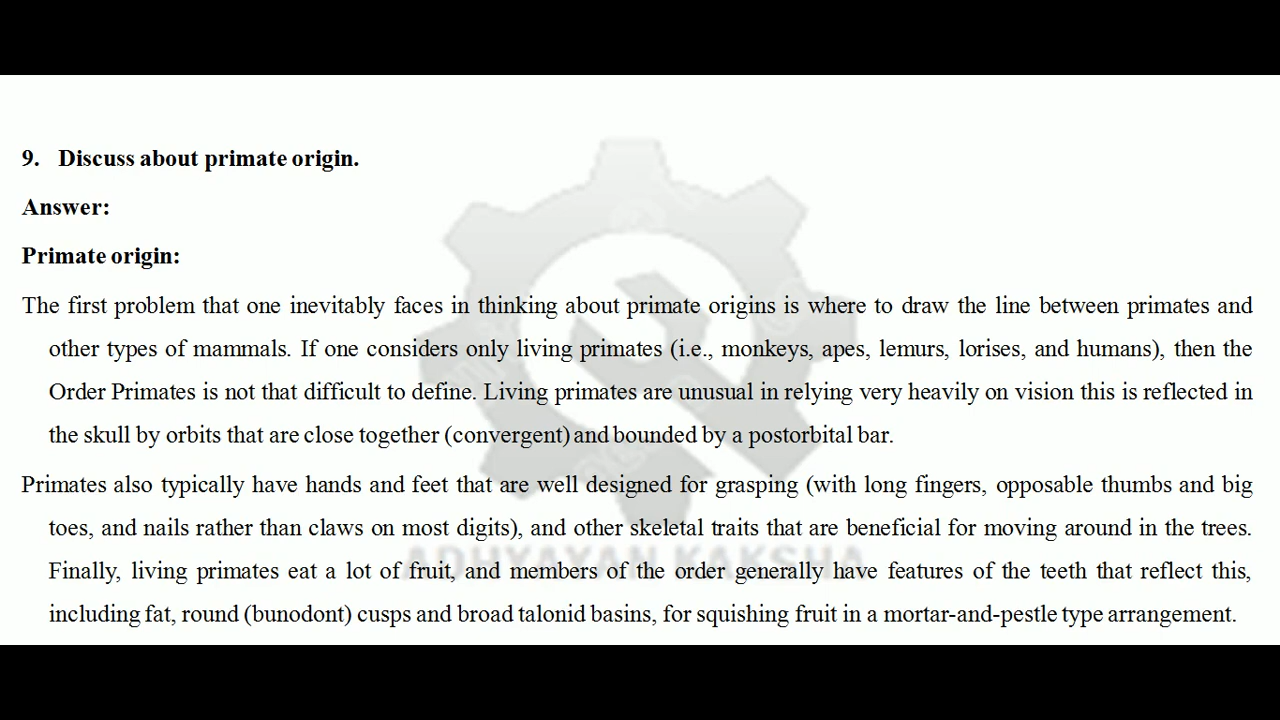 9. Discuss about primate origin.
Answer:
Primate origin:
The first problem that one inevitably faces in thinking about primate origins is where to draw the line between primates and
other types of mammals. If one considers only living primates (i.e., monkeys, apes, lemurs, lorises, and humans), then the
Order Primates is not that difficult to define. Living primates are unusual in relying very heavily on vision this is reflected in
the skull by orbits that are close together (convergent) and bounded by a postorbital bar.
Primates also typically have hands and feet that are well designed for grasping (with long fingers, opposable thumbs and big
toes, and nails rather than claws on most digits), and other skeletal traits that are beneficial for moving around in the trees.
Finally, living primates eat a lot of fruit, and members of the order generally have features of the teeth that reflect this,
including fat, round (bunodont) cusps and broad talonid basins, for squishing fruit in a mortar-and-pestle type arrangement.
ADHYAYAN KAKSHA